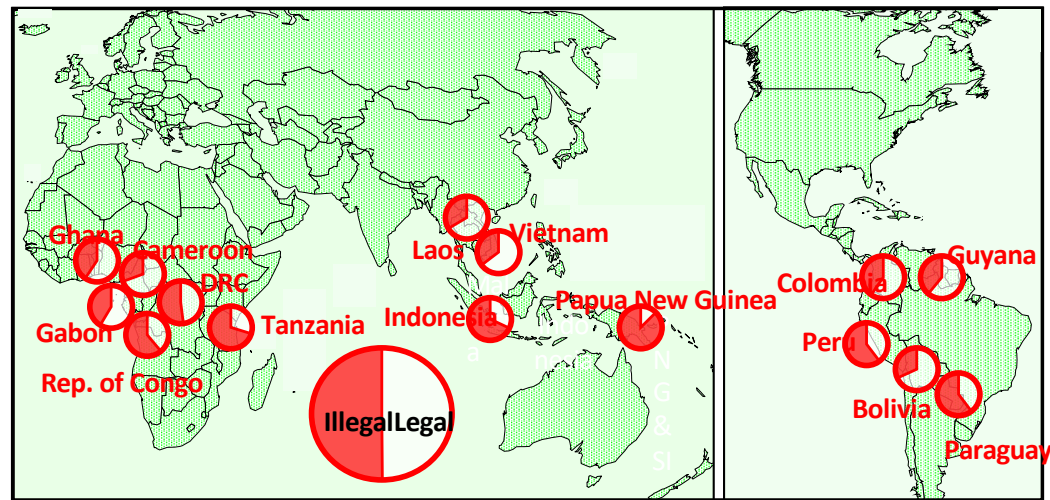 Ghana
Cameroon
Laos
Vietnam
DRC
Gabon
Tanzania
Rep. of Congo
Indonesia
Papua New Guinea
Illegal
Legal
N
G
&
SI
Guyana
Colombia
Peru
Bolivia
Paraguay